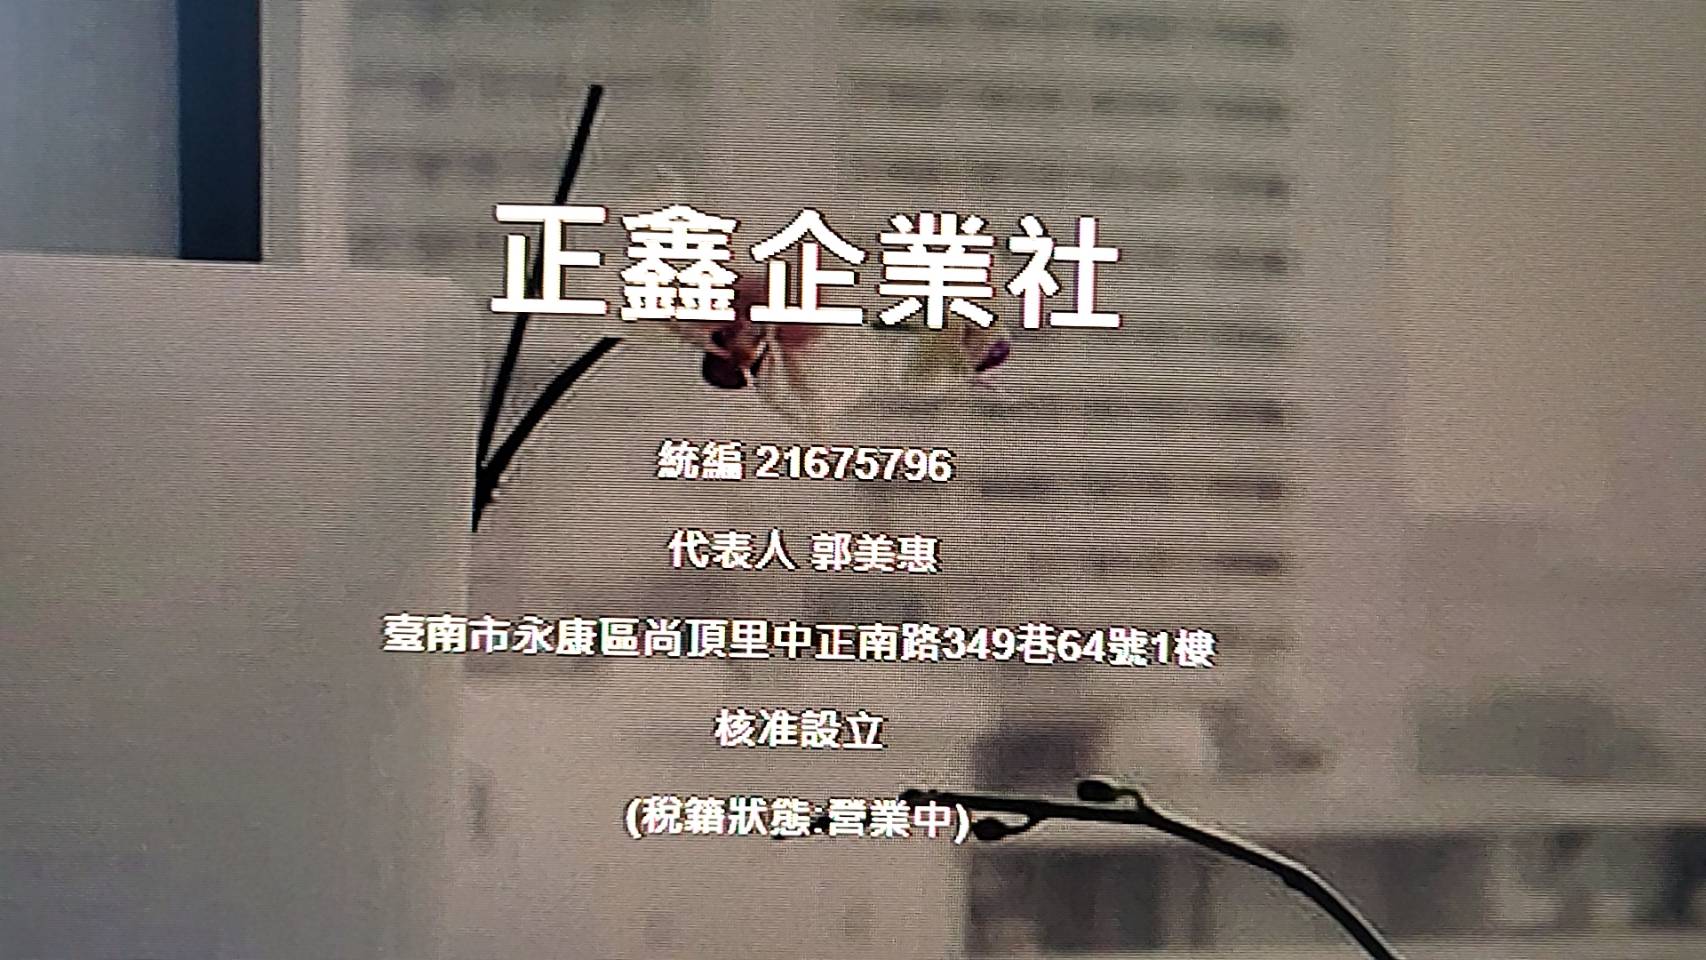 正鑫企業社
統編 21675796
代表人 郭美惠
臺南市永康區尚頂里中正南路349巷64號1樓
核准設立
(稅籍狀態:營業中)